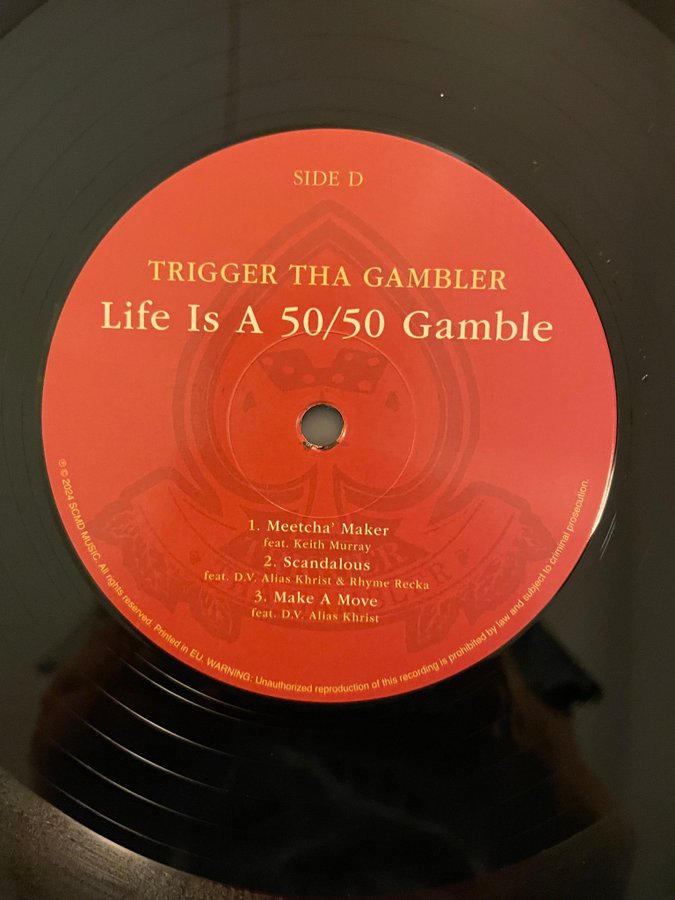 SIDE D
TRIGGER THA GAMBLER
Life Is A 50/50 Gamble
1. Meetcha' Maker
feat. Keith Murray
2. Scandalous
feat. D.V. Alias Khrist & Rhyme Recka
3. Make A Move
feat. D.V. Alias Khrist
℗ © 2024 SCMD MUSIC. All rights reserved. Printed in EU. WARNING: Unauthorized reproduction of this recording is prohibited by law and subject to criminal prosecution.